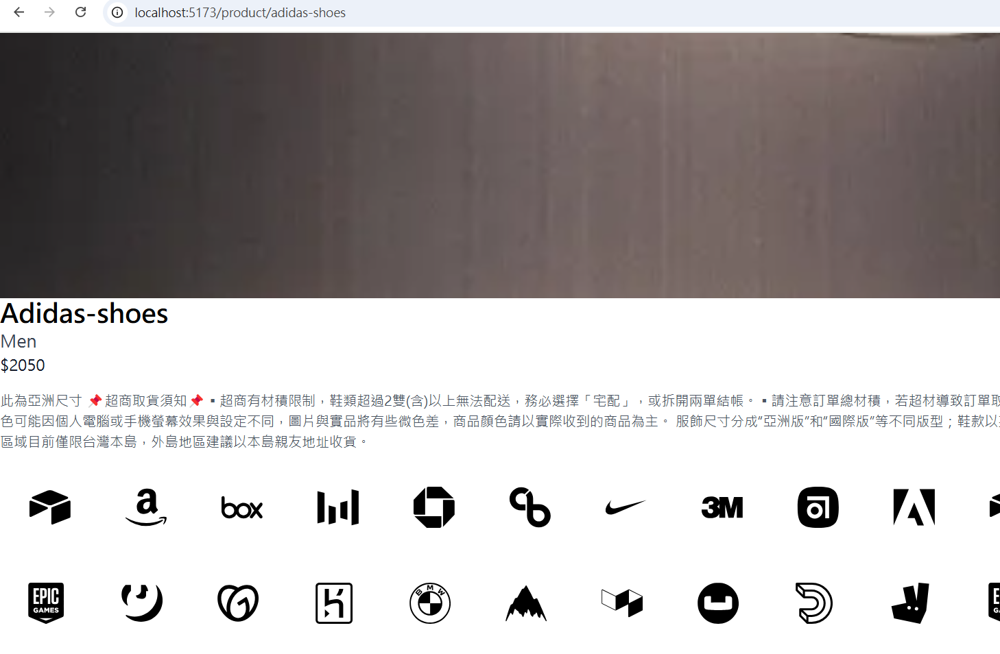 localhost:5173/product/adidas-shoes
Adidas-shoes
Men
$2050
此為亞洲尺寸 📌超商取貨須知📌 ▪超商有材積限制，鞋類超過2雙(含)以上無法配送，務必選擇「宅配」，或拆開兩單結帳。▪請注意訂單總材積，若超材導致訂單取
色可能因個人電腦或手機螢幕效果與設定不同，圖片與實品將有些微色差，商品顏色請以實際收到的商品為主。 服飾尺寸分成“亞洲版”和“國際版”等不同版型；鞋款以
區域目前僅限台灣本島，外島地區建議以本島親友地址收貨。
a box 3M
EPIC GAMES BMW EPIC